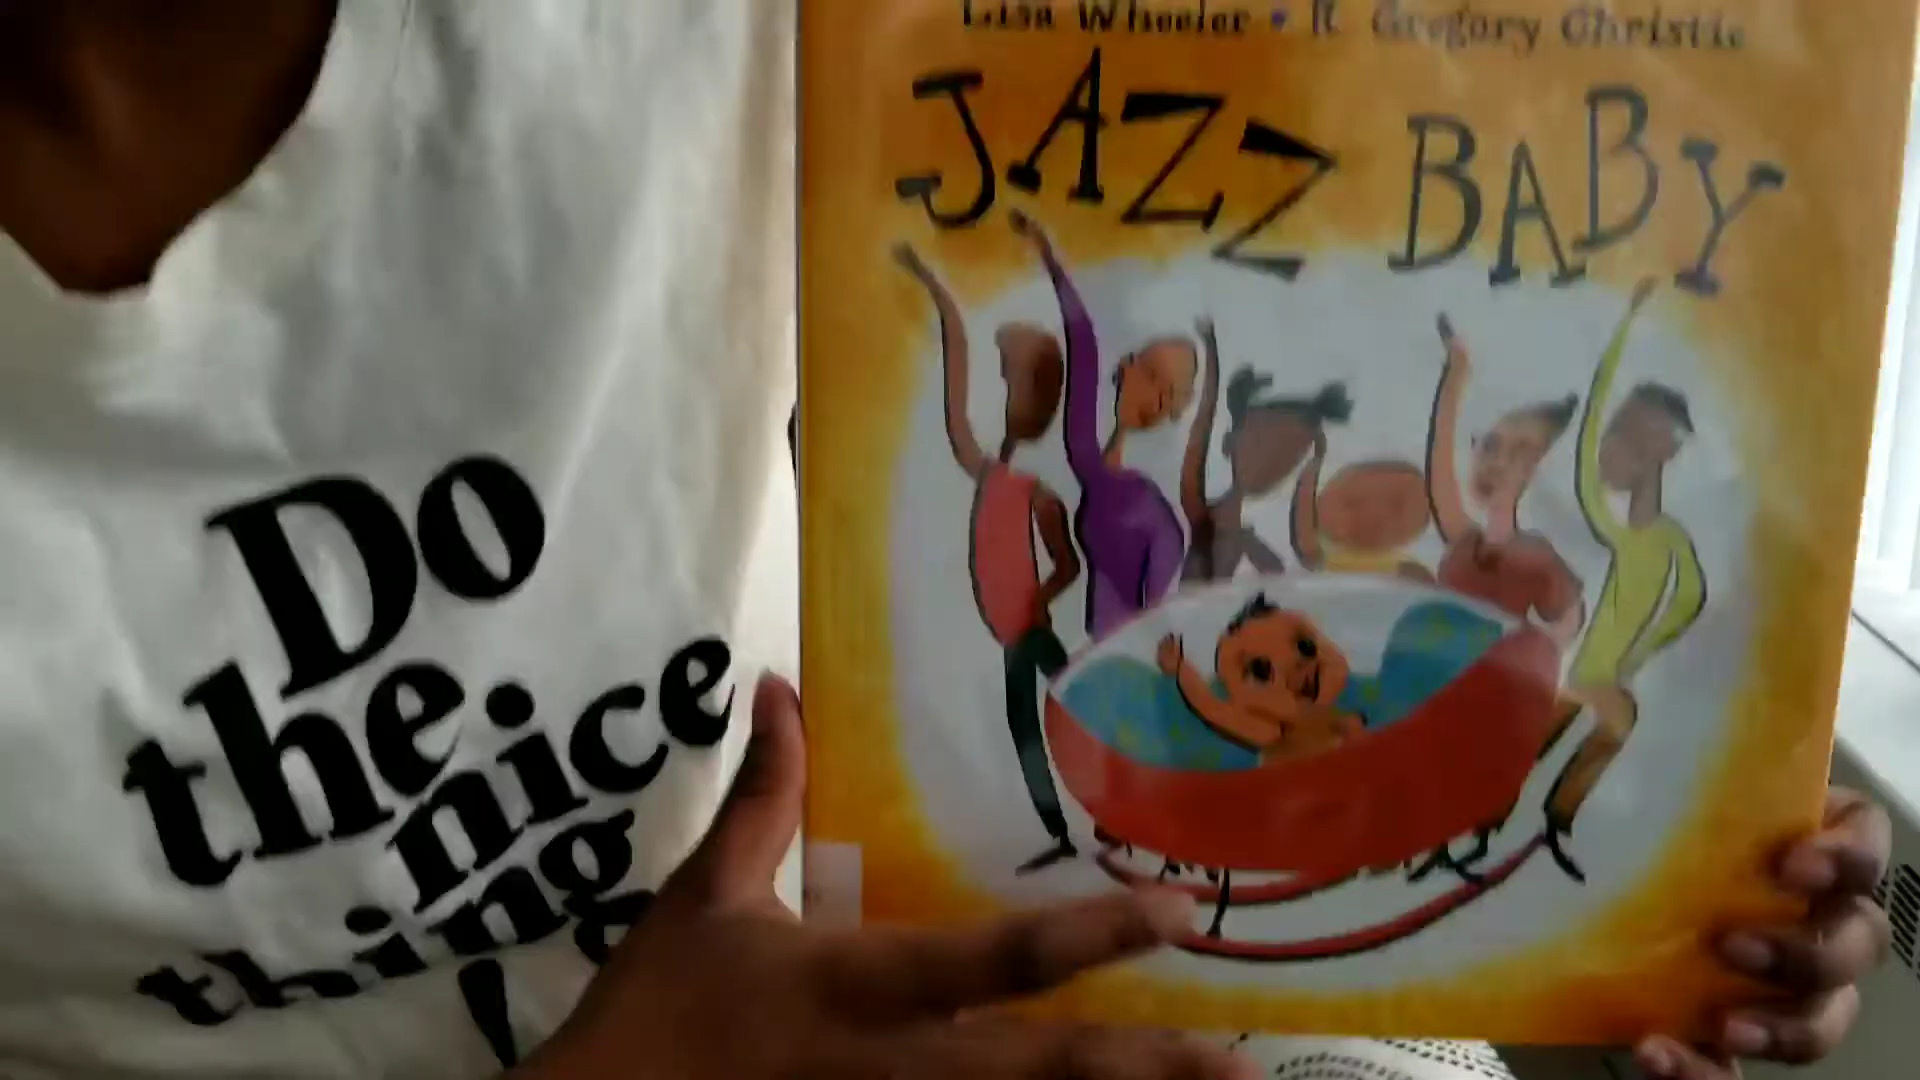 Do
the
nice
thing
!
Lisa Wheeler • R. Gregory Christie
JAZZ BABY